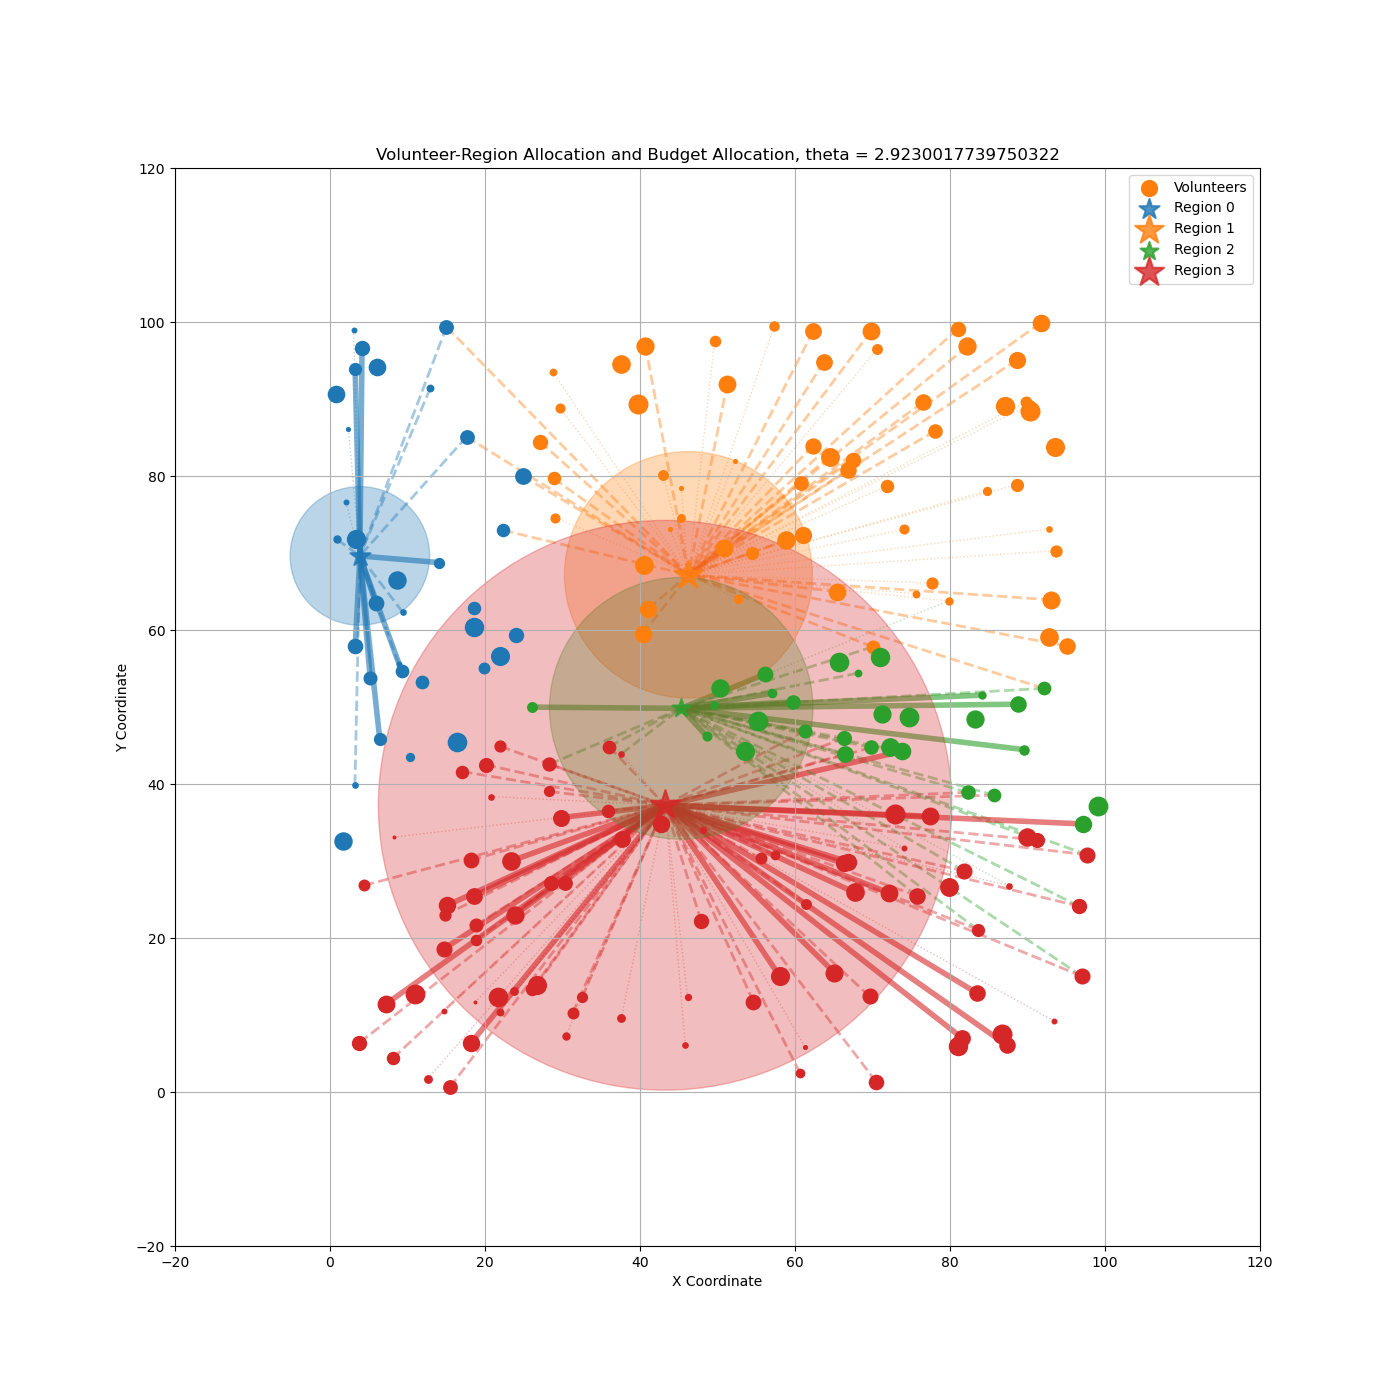 Volunteer-Region Allocation and Budget Allocation, theta = 2.9230017739750322
120
100
80
60
40
20
0
−20
Y Coordinate
Volunteers
Region 0
Region 1
Region 2
Region 3
−20 0 20 40 60 80 100 120
X Coordinate